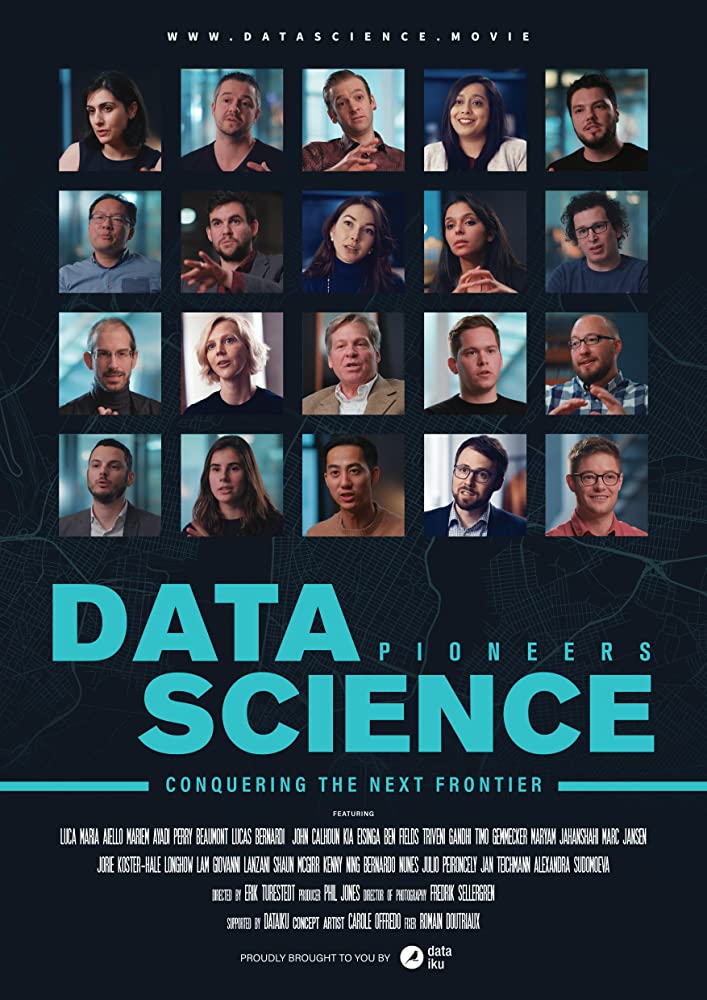 WWW.DATASCIENCE.MOVIE
DATA
PIONEERS
SCIENCE
CONQUERING THE NEXT FRONTIER
FEATURING
LUCA MARIA AIELLO MARIEM AYADI PERRY BEAUMONT LUCAS BERNARDI JOHN CALHOUN KIA EISINGA BEN FIELDS TRIVENI GANDHI TIMO GEMMECKER MARYAM JAHANSHAHI MARC JANSEN
JORIE KOSTER-HALE LONGHOW LAM GIOVANNI LANZANI SHAUN MCGIRR KENNY NING BERNARDO NUNES JULIO PEIRONCELY JAN TEICHMANN ALEXANDRA SUDOMOEVA
DIRECTED BY ERIK TURESTEDT PRODUCER PHIL JONES DIRECTOR OF PHOTOGRAPHY FREDRIK SELLERGREN
SUPPORTED BY DATAIKU CONCEPT ARTIST CAROLE OFFREDO FIXER ROMAIN DOUTRIAUX
PROUDLY BROUGHT TO YOU BY
data
iku